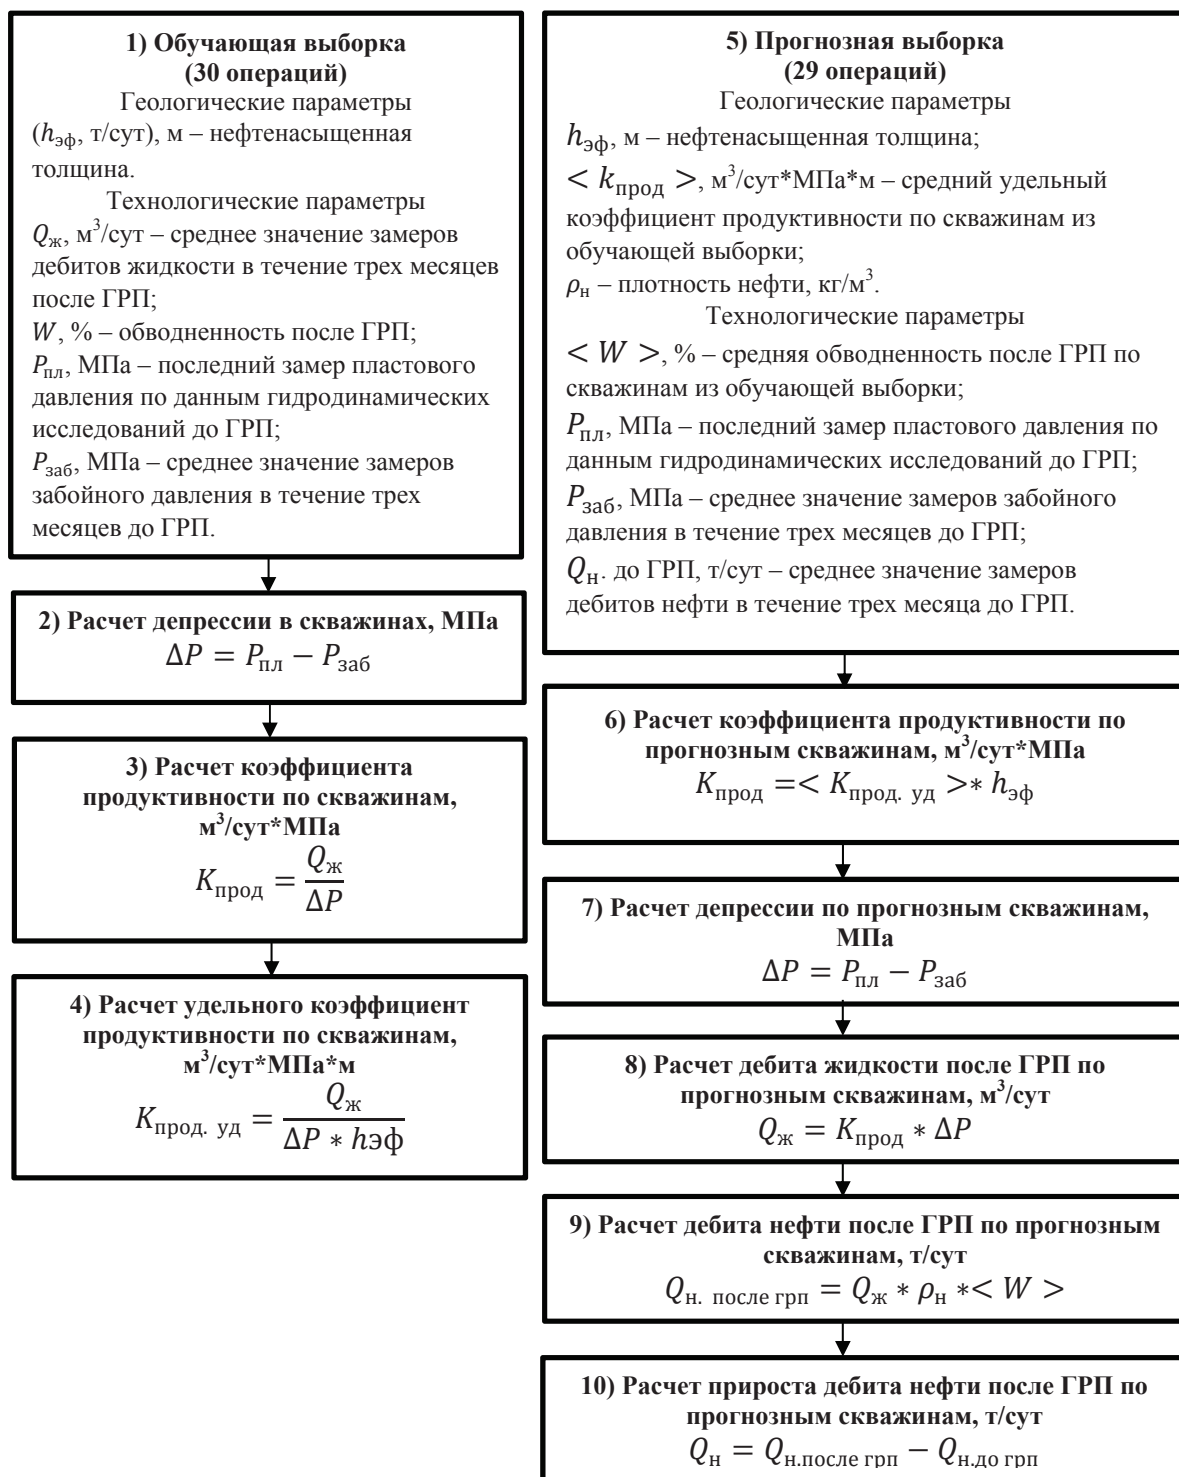 1) Обучающая выборка
(30 операций)
Геологические параметры
(hэф, т/сут), м – нефтенасыщенная
толщина.
Технологические параметры
Qж, м³/сут – среднее значение замеров
дебитов жидкости в течение трех месяцев
после ГРП;
W, % – обводненность после ГРП;
Pпл, МПа – последний замер пластового
давления по данным гидродинамических
исследований до ГРП;
Pзаб, МПа – среднее значение замеров
забойного давления в течение трех
месяцев до ГРП.
2) Расчет депрессии в скважинах, МПа
ΔP = Pпл − Pзаб
3) Расчет коэффициента
продуктивности по скважинам,
м³/сут*МПа
Kпрод = Qж / ΔP
4) Расчет удельного коэффициент
продуктивности по скважинам,
м³/сут*МПа*м
Kпрод. уд = Qж / ΔP ∗ hэф
5) Прогнозная выборка
(29 операций)
Геологические параметры
hэф, м – нефтенасыщенная толщина;
< kпрод >, м³/сут*МПа*м – средний удельный
коэффициент продуктивности по скважинам из
обучающей выборки;
ρн – плотность нефти, кг/м³.
Технологические параметры
< W >, % – средняя обводненность после ГРП по
скважинам из обучающей выборки;
Pпл, МПа – последний замер пластового давления по
данным гидродинамических исследований до ГРП;
Pзаб, МПа – среднее значение замеров забойного
давления в течение трех месяцев до ГРП;
Qн. до ГРП, т/сут – среднее значение замеров
дебитов нефти в течение трех месяца до ГРП.
6) Расчет коэффициента продуктивности по
прогнозным скважинам, м³/сут*МПа
Kпрод =< Kпрод. уд >∗ hэф
7) Расчет депрессии по прогнозным скважинам,
МПа
ΔP = Pпл − Pзаб
8) Расчет дебита жидкости после ГРП по
прогнозным скважинам, м³/сут
Qж = Kпрод ∗ ΔP
9) Расчет дебита нефти после ГРП по прогнозным
скважинам, т/сут
Qн. после грп = Qж ∗ ρн ∗< W >
10) Расчет прироста дебита нефти после ГРП по
прогнозным скважинам, т/сут
Qн = Qн.после грп − Qн.до грп